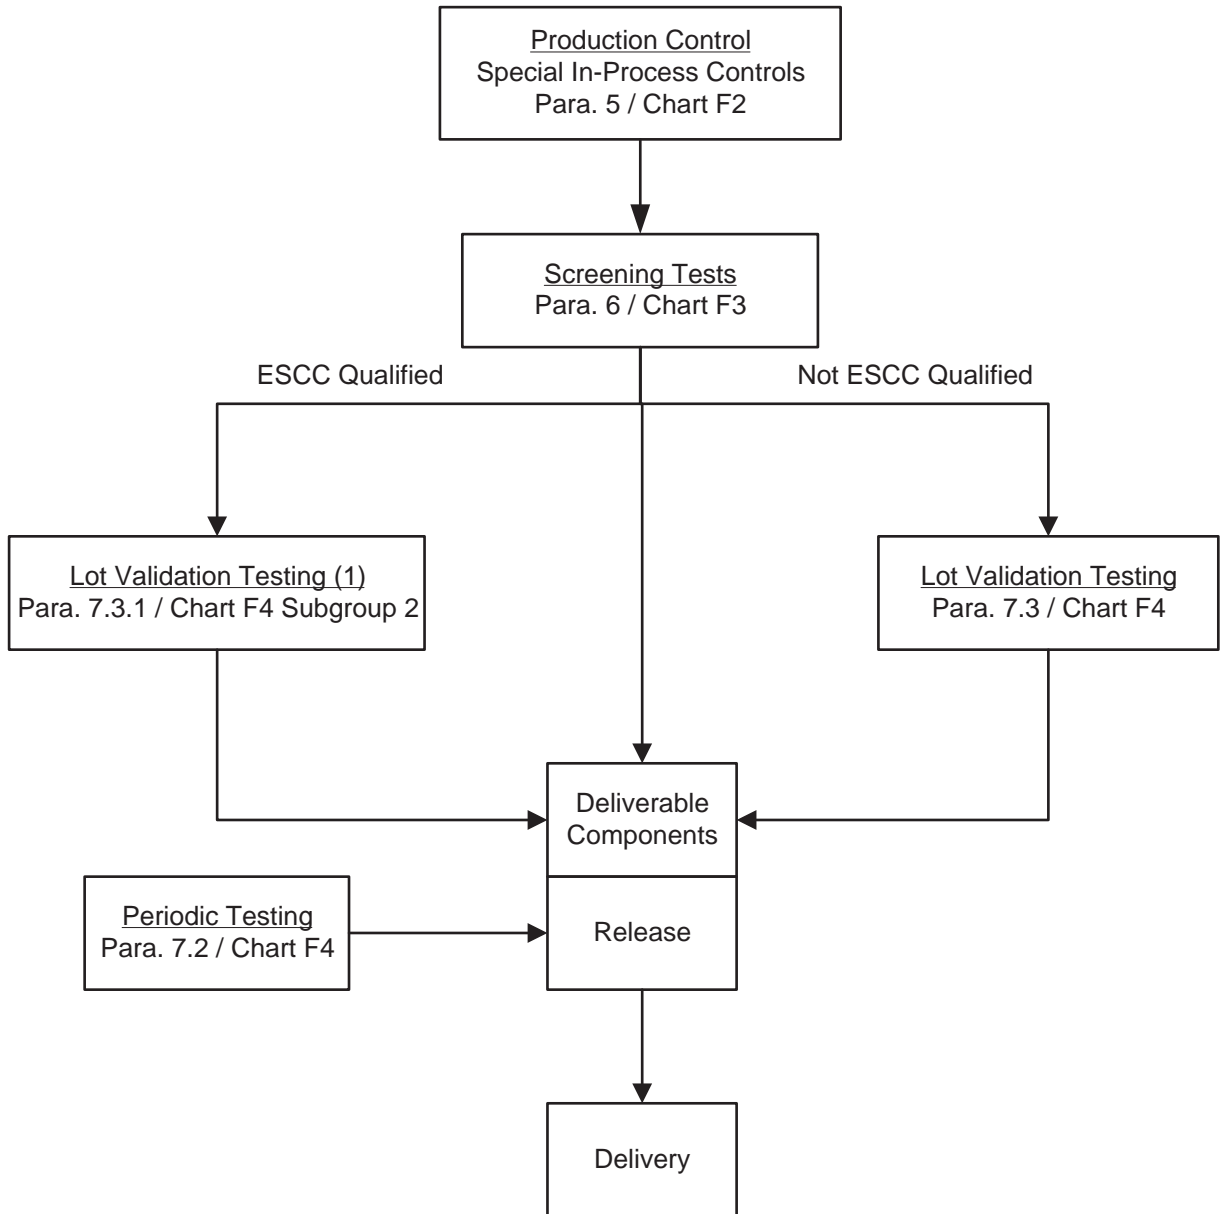 Production Control
Special In-Process Controls
Para. 5 / Chart F2
Screening Tests
Para. 6 / Chart F3
ESCC Qualified
Not ESCC Qualified
Lot Validation Testing (1)
Para. 7.3.1 / Chart F4 Subgroup 2
Lot Validation Testing
Para. 7.3 / Chart F4
Deliverable
Components
Periodic Testing
Para. 7.2 / Chart F4
Release
Delivery